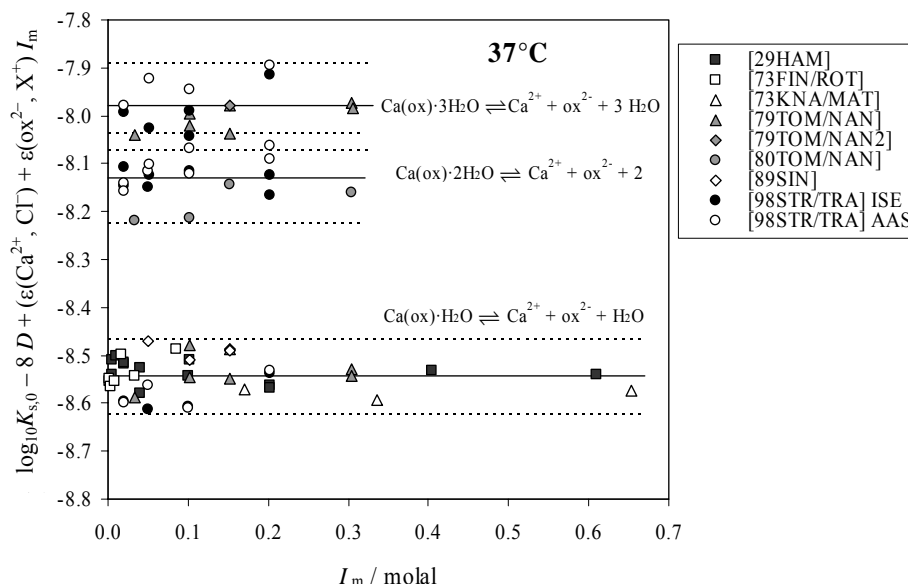 log₁₀Kₛ,₀ – 8 D + (ε(Ca²⁺, Cl⁻) + ε(ox²⁻, X⁺) Iₘ
-7.8
-7.9
-8.0
-8.1
-8.2
-8.3
-8.4
-8.5
-8.6
-8.7
-8.8
37°C
Ca(ox)·3H₂O ⇌ Ca²⁺ + ox²⁻ + 3 H₂O
Ca(ox)·2H₂O ⇌ Ca²⁺ + ox²⁻ + 2
Ca(ox)·H₂O ⇌ Ca²⁺ + ox²⁻ + H₂O
0.0 0.1 0.2 0.3 0.4 0.5 0.6 0.7
Iₘ / molal
[29HAM]
[73FIN/ROT]
[73KNA/MAT]
[79TOM/NAN]
[79TOM/NAN2]
[80TOM/NAN]
[89SIN]
[98STR/TRA] ISE
[98STR/TRA] AAS